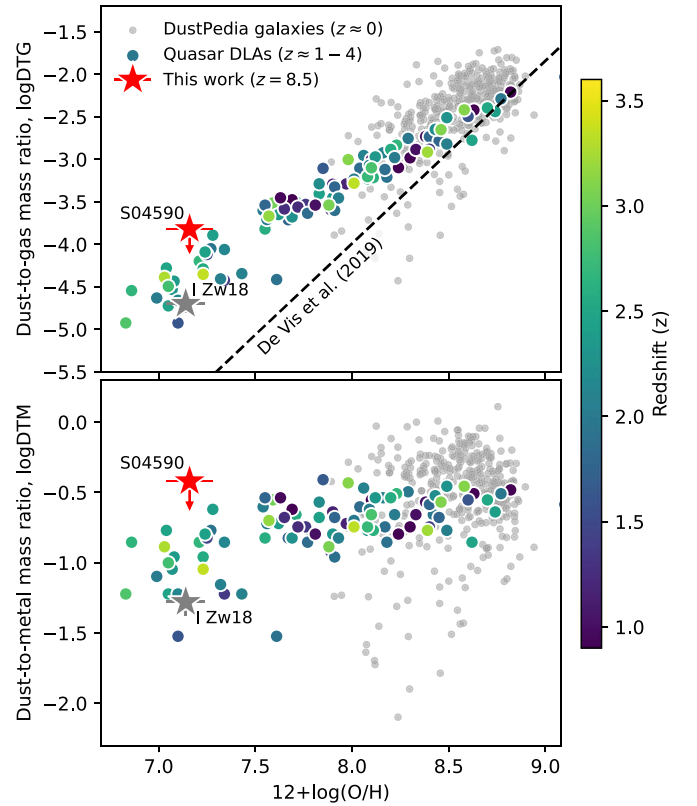 DustPedia galaxies (z ≈ 0)
Quasar DLAs (z ≈ 1 − 4)
This work (z = 8.5)
−1.5
−2.0
−2.5
−3.0
−3.5
−4.0
−4.5
−5.0
−5.5
Dust-to-gas mass ratio, logDTG
S04590
I Zw18
De Vis et al. (2019)
0.0
−0.5
−1.0
−1.5
−2.0
Dust-to-metal mass ratio, logDTM
S04590
I Zw18
7.0 7.5 8.0 8.5 9.0
12+log(O/H)
3.5
3.0
2.5
2.0
1.5
1.0
Redshift (z)